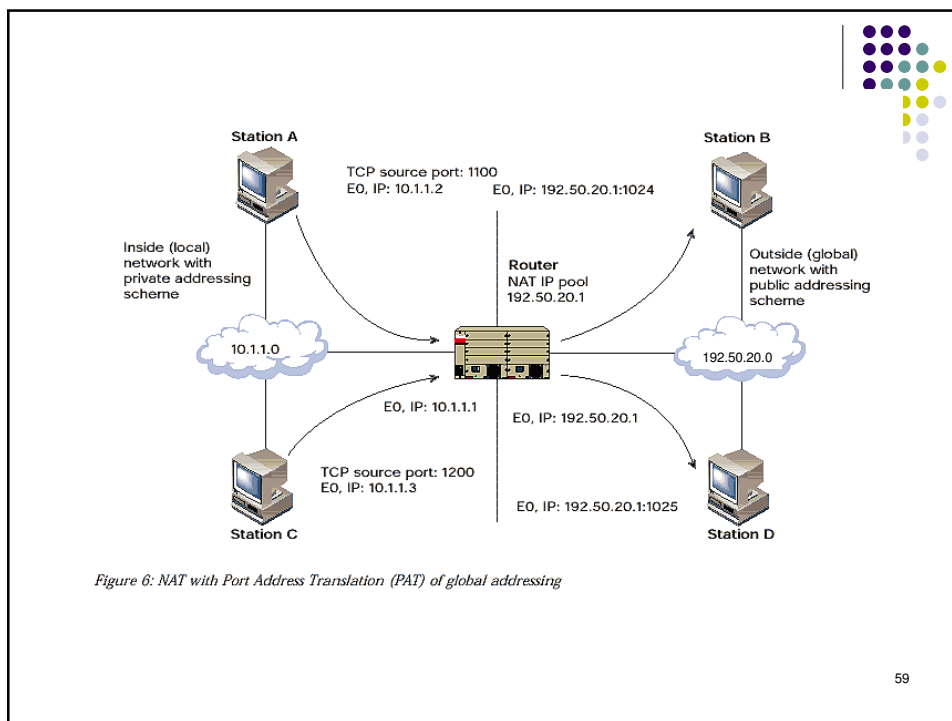 Station A
Station B
TCP source port: 1100
E0, IP: 10.1.1.2
E0, IP: 192.50.20.1:1024
Inside (local)
network with
private addressing
scheme
Router
NAT IP pool
192.50.20.1
Outside (global)
network with
public addressing
scheme
10.1.1.0
192.50.20.0
E0, IP: 10.1.1.1
E0, IP: 192.50.20.1
TCP source port: 1200
E0, IP: 10.1.1.3
E0, IP: 192.50.20.1:1025
Station C
Station D
Figure 6: NAT with Port Address Translation (PAT) of global addressing
59